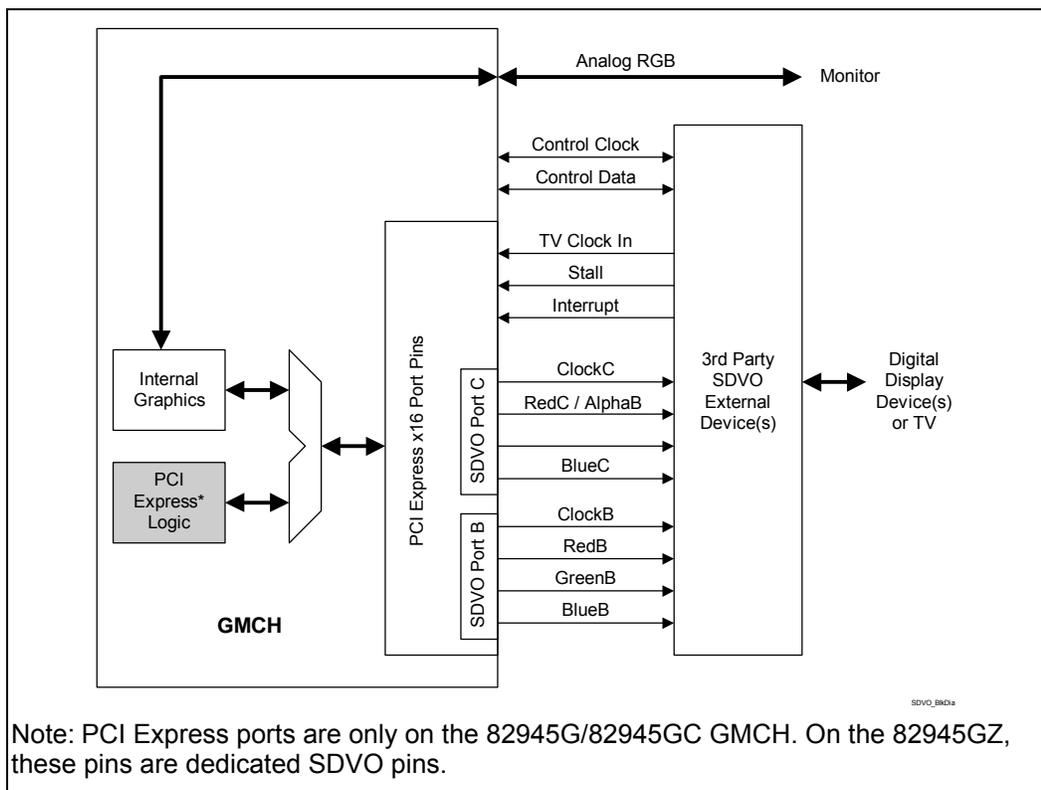 Analog RGB
Monitor
Control Clock
Control Data
TV Clock In
Stall
Interrupt
Internal
Graphics
PCI
Express*
Logic
GMCH
PCI Express x16 Port Pins
SDVO Port C
SDVO Port B
ClockC
RedC / AlphaB
BlueC
ClockB
RedB
GreenB
BlueB
3rd Party
SDVO
External
Device(s)
Digital
Display
Device(s)
or TV
SDVO_BlkDia
Note: PCI Express ports are only on the 82945G/82945GC GMCH. On the 82945GZ,
these pins are dedicated SDVO pins.